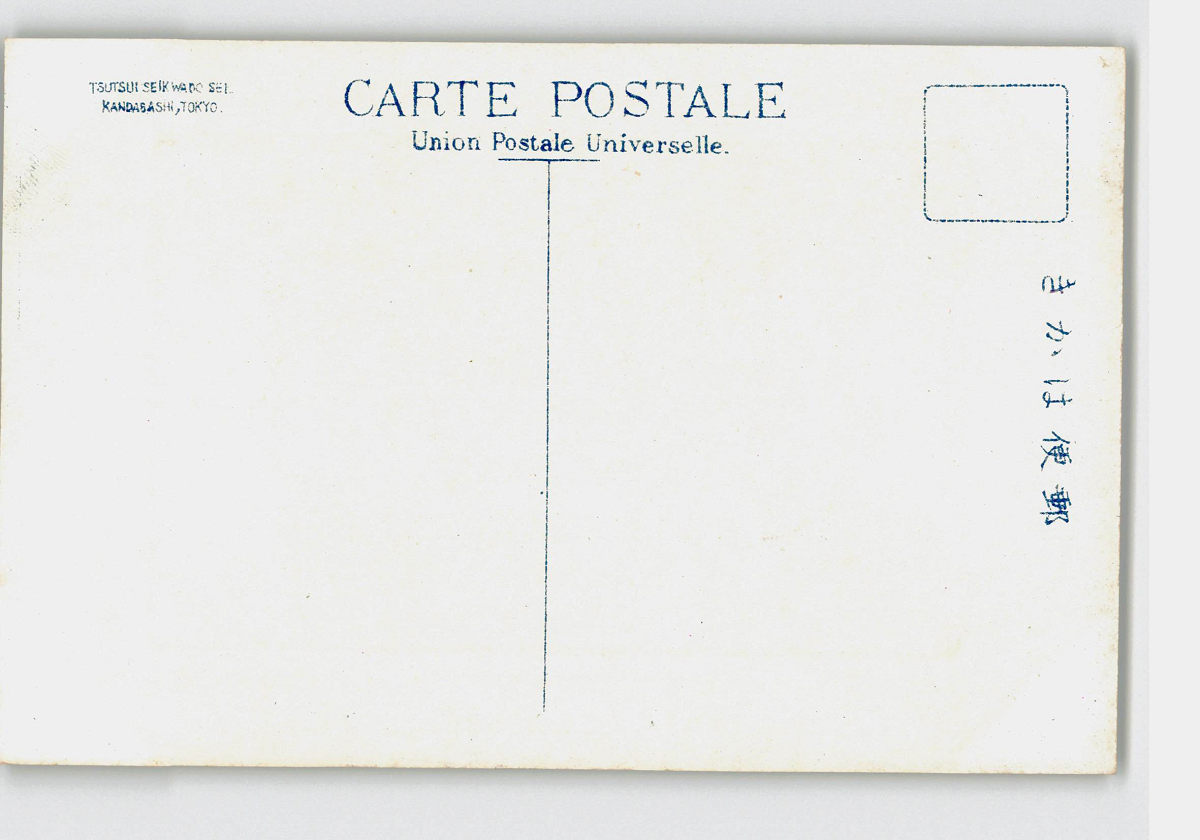 TSUTSUI SEIKWADO SEI.
KANDABASHI, TOKYO.
CARTE POSTALE
Union Postale Universelle.
きかは便郵